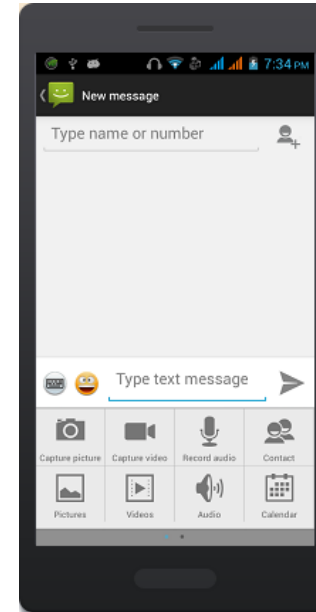 7:34 PM
New message
Type name or number
Type text message
Capture picture Capture video Record audio Contact
Pictures Videos Audio Calendar